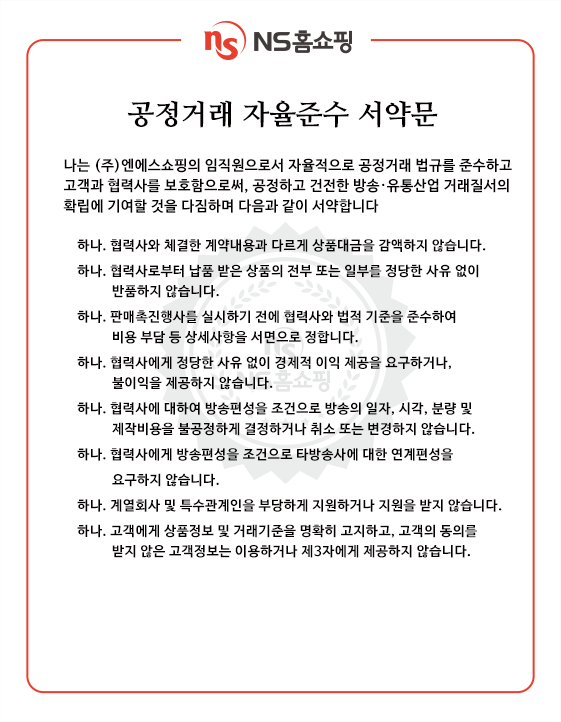 ns NS홈쇼핑
공정거래 자율준수 서약문
나는 (주)엔에스쇼핑의 임직원으로서 자율적으로 공정거래 법규를 준수하고
고객과 협력사를 보호함으로써, 공정하고 건전한 방송·유통산업 거래질서의
확립에 기여할 것을 다짐하며 다음과 같이 서약합니다
하나. 협력사와 체결한 계약내용과 다르게 상품대금을 감액하지 않습니다.
하나. 협력사로부터 납품 받은 상품의 전부 또는 일부를 정당한 사유 없이
반품하지 않습니다.
하나. 판매촉진행사를 실시하기 전에 협력사와 법적 기준을 준수하여
비용 부담 등 상세사항을 서면으로 정합니다.
하나. 협력사에게 정당한 사유 없이 경제적 이익 제공을 요구하거나,
불이익을 제공하지 않습니다.
NS홈쇼핑
하나. 협력사에 대하여 방송편성을 조건으로 방송의 일자, 시각, 분량 및
제작비용을 불공정하게 결정하거나 취소 또는 변경하지 않습니다.
하나. 협력사에게 방송편성을 조건으로 타방송사에 대한 연계편성을
요구하지 않습니다.
하나. 계열회사 및 특수관계인을 부당하게 지원하거나 지원을 받지 않습니다.
하나. 고객에게 상품정보 및 거래기준을 명확히 고지하고, 고객의 동의를
받지 않은 고객정보는 이용하거나 제3자에게 제공하지 않습니다.